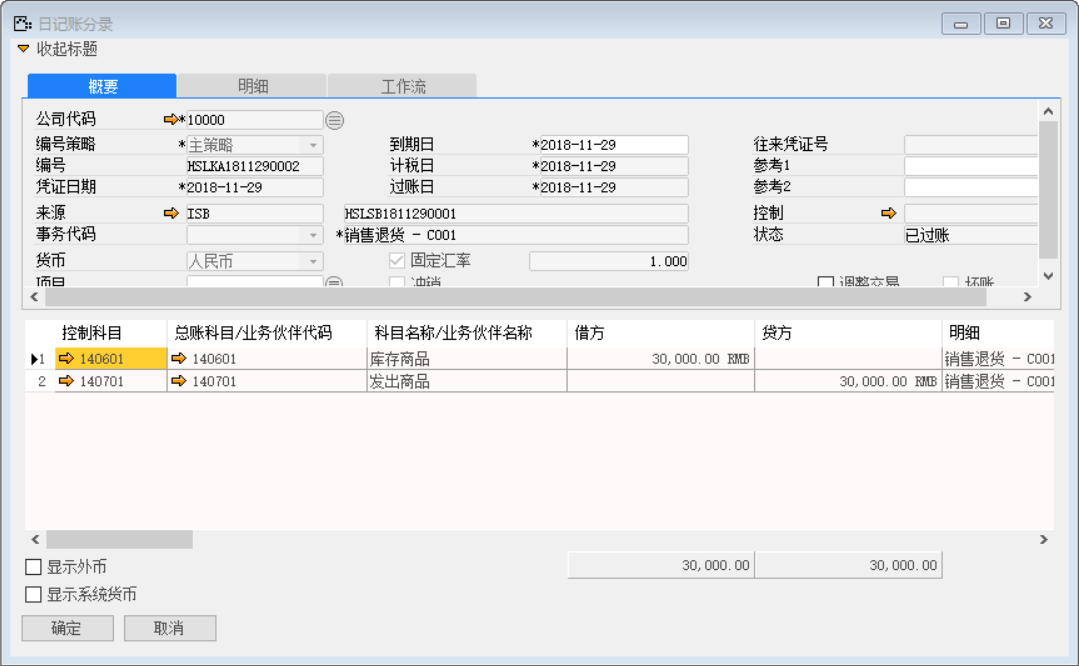 日记账分录
收起标题
概要 明细 工作流
公司代码 *10000
编号策略 *主策略 到期日 *2018-11-29 往来凭证号
编号 HSLKA1811290002 计税日 *2018-11-29 参考1
凭证日期 *2018-11-29 过账日 *2018-11-29 参考2
来源 ISB HSLSB1811290001 控制
事务代码 *销售退货 - C001 状态 已过账
货币 人民币 固定汇率 1.000
项目 冲销 调整交易 坏账
控制科目 总账科目/业务伙伴代码 科目名称/业务伙伴名称 借方 贷方 明细
1 140601 140601 库存商品 30,000.00 RMB 销售退货 - C001
2 140701 140701 发出商品 30,000.00 RMB 销售退货 - C001
显示外币 30,000.00 30,000.00
显示系统货币
确定 取消